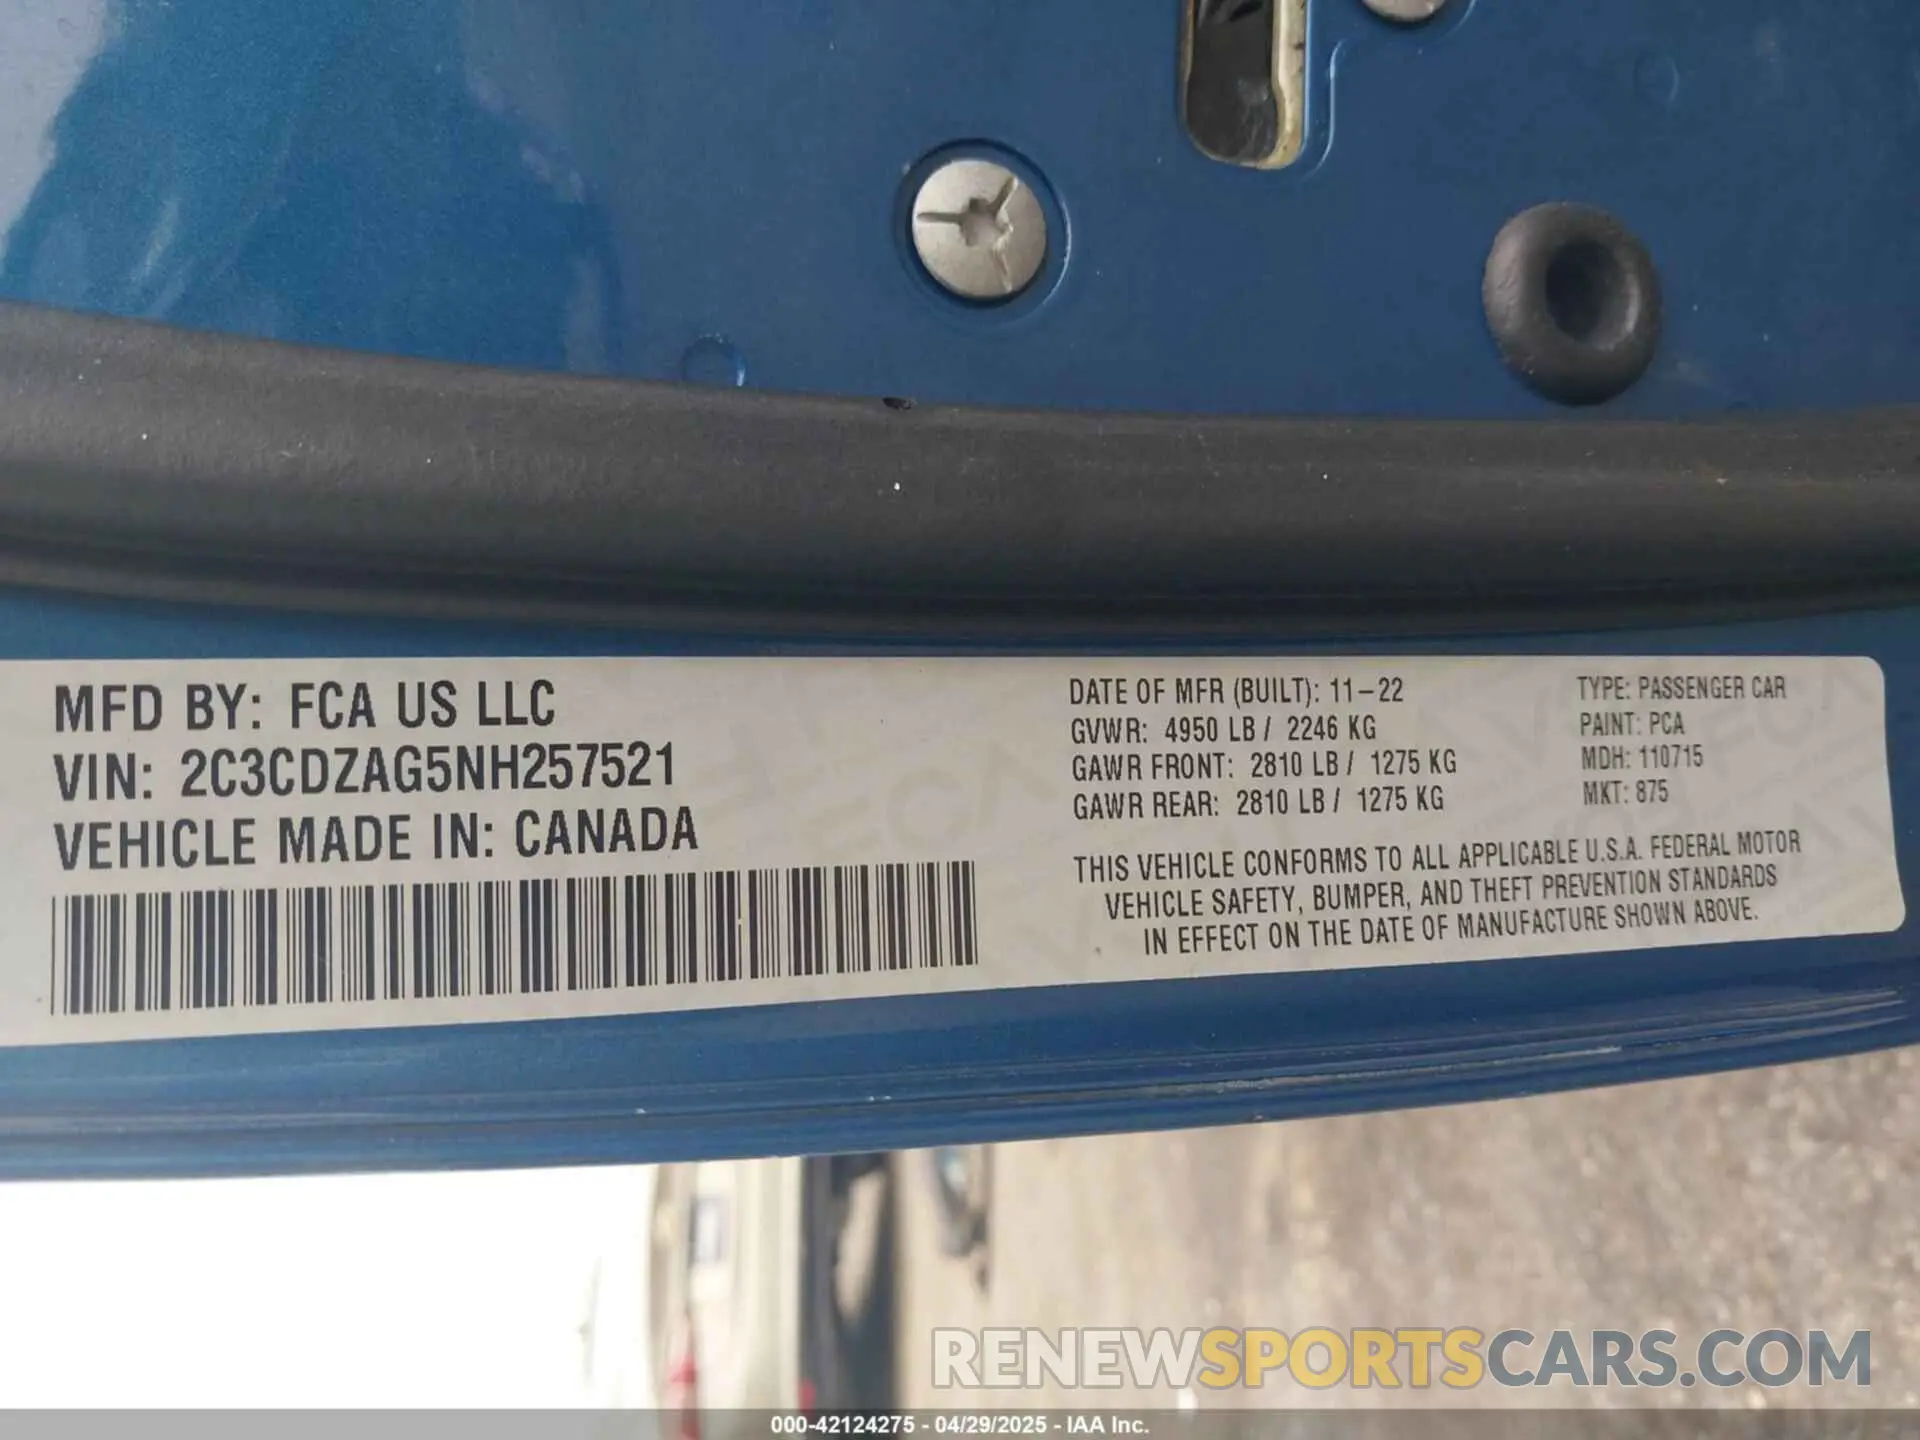 MFD BY: FCA US LLC
VIN: 2C3CDZAG5NH257521
VEHICLE MADE IN: CANADA
DATE OF MFR (BUILT): 11-22
GVWR: 4950 LB / 2246 KG
GAWR FRONT: 2810 LB / 1275 KG
GAWR REAR: 2810 LB / 1275 KG
TYPE: PASSENGER CAR
PAINT: PCA
MDH: 110715
MKT: 875
THIS VEHICLE CONFORMS TO ALL APPLICABLE U.S.A. FEDERAL MOTOR
VEHICLE SAFETY, BUMPER, AND THEFT PREVENTION STANDARDS
IN EFFECT ON THE DATE OF MANUFACTURE SHOWN ABOVE.
RENEWSPORTSCARS.COM
000-42124275 - 04/29/2025 - IAA Inc.